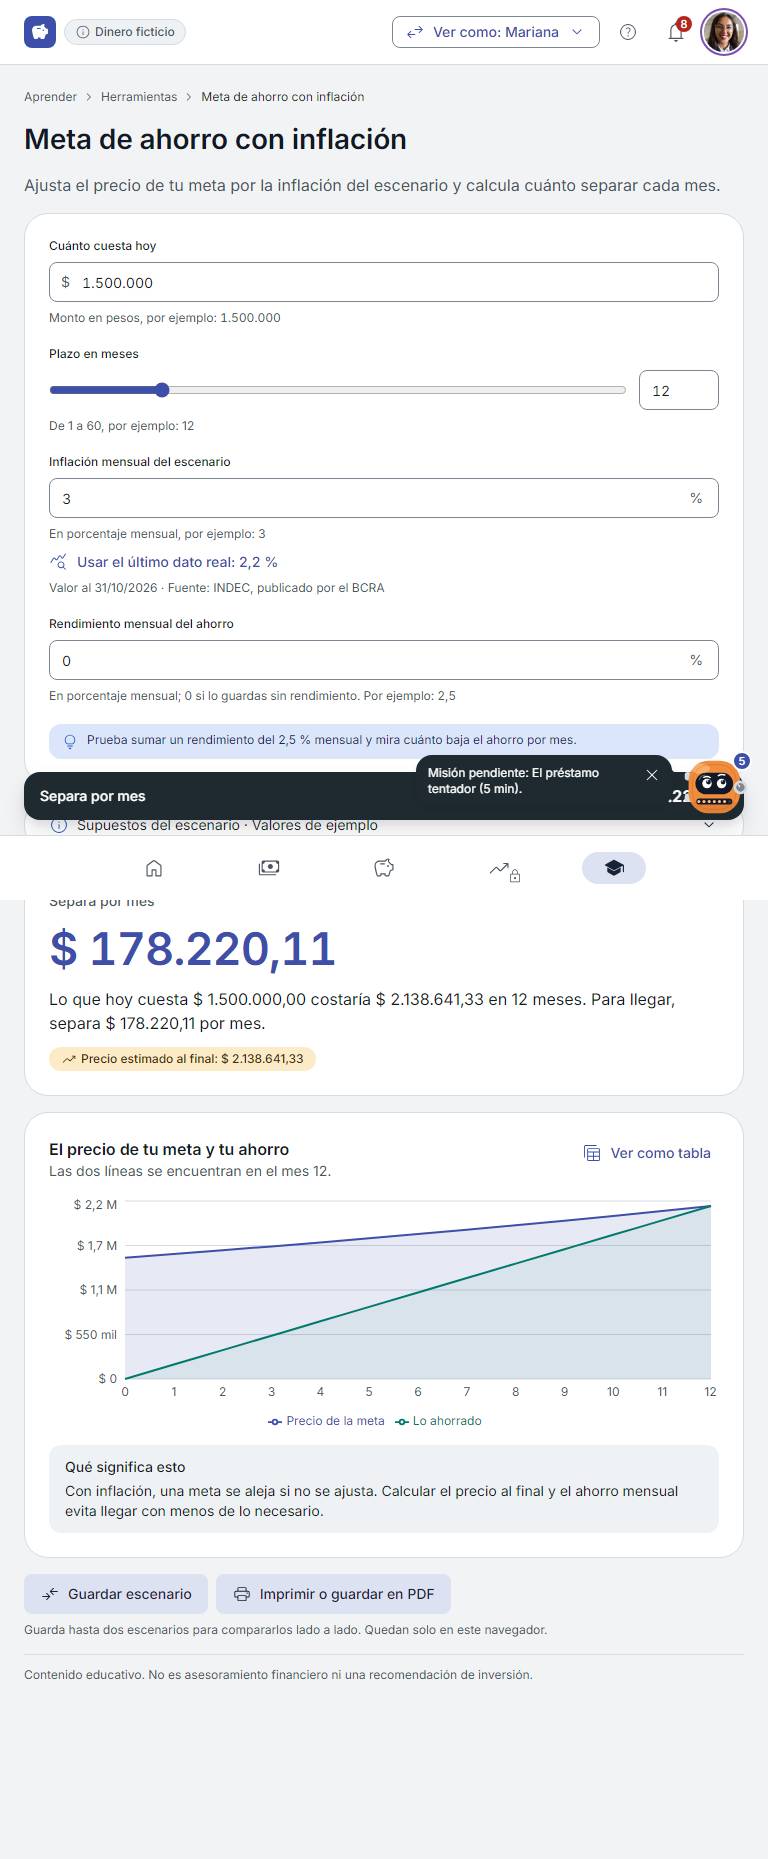 Dinero ficticio
Ver como: Mariana
8
Aprender
Herramientas
Meta de ahorro con inflación
Meta de ahorro con inflación
Ajusta el precio de tu meta por la inflación del escenario y calcula cuánto separar cada mes.
Cuánto cuesta hoy
$ 1.500.000
Monto en pesos, por ejemplo: 1.500.000
Plazo en meses
12
De 1 a 60, por ejemplo: 12
Inflación mensual del escenario
3 %
En porcentaje mensual, por ejemplo: 3
Usar el último dato real: 2,2 %
Valor al 31/10/2026 · Fuente: INDEC, publicado por el BCRA
Rendimiento mensual del ahorro
0 %
En porcentaje mensual; 0 si lo guardas sin rendimiento. Por ejemplo: 2,5
Prueba sumar un rendimiento del 2,5 % mensual y mira cuánto baja el ahorro por mes.
Misión pendiente: El préstamo
tentador (5 min).
5
Separa por mes
Supuestos del escenario · Valores de ejemplo
Separa por mes
$ 178.220,11
Lo que hoy cuesta $ 1.500.000,00 costaría $ 2.138.641,33 en 12 meses. Para llegar,
separa $ 178.220,11 por mes.
Precio estimado al final: $ 2.138.641,33
El precio de tu meta y tu ahorro
Ver como tabla
Las dos líneas se encuentran en el mes 12.
$ 2,2 M
$ 1,7 M
$ 1,1 M
$ 550 mil
$ 0
0 1 2 3 4 5 6 7 8 9 10 11 12
Precio de la meta
Lo ahorrado
Qué significa esto
Con inflación, una meta se aleja si no se ajusta. Calcular el precio al final y el ahorro mensual
evita llegar con menos de lo necesario.
Guardar escenario
Imprimir o guardar en PDF
Guarda hasta dos escenarios para compararlos lado a lado. Quedan solo en este navegador.
Contenido educativo. No es asesoramiento financiero ni una recomendación de inversión.